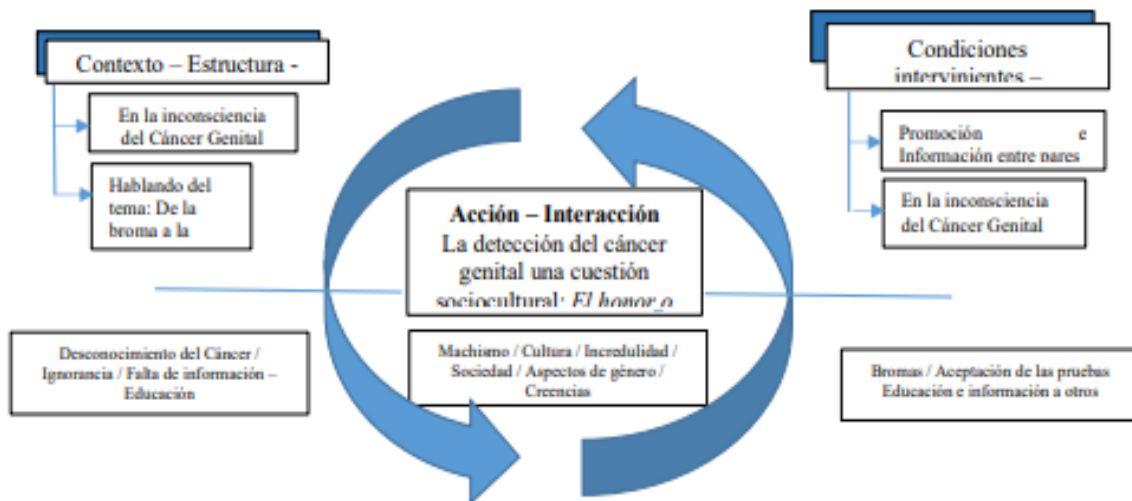 Contexto – Estructura -
En la inconsciencia
del Cáncer Genital
Hablando del
tema: De la
broma a la
Condiciones
intervinientes –
Promoción e
Información entre pares
En la inconsciencia
del Cáncer Genital
Acción – Interacción
La detección del cáncer
genital una cuestión
sociocultural: El honor o
Desconocimiento del Cáncer /
Ignorancia / Falta de información –
Educación
Machismo / Cultura / Incredulidad /
Sociedad / Aspectos de género /
Creencias
Bromas / Aceptación de las pruebas
Educación e información a otros